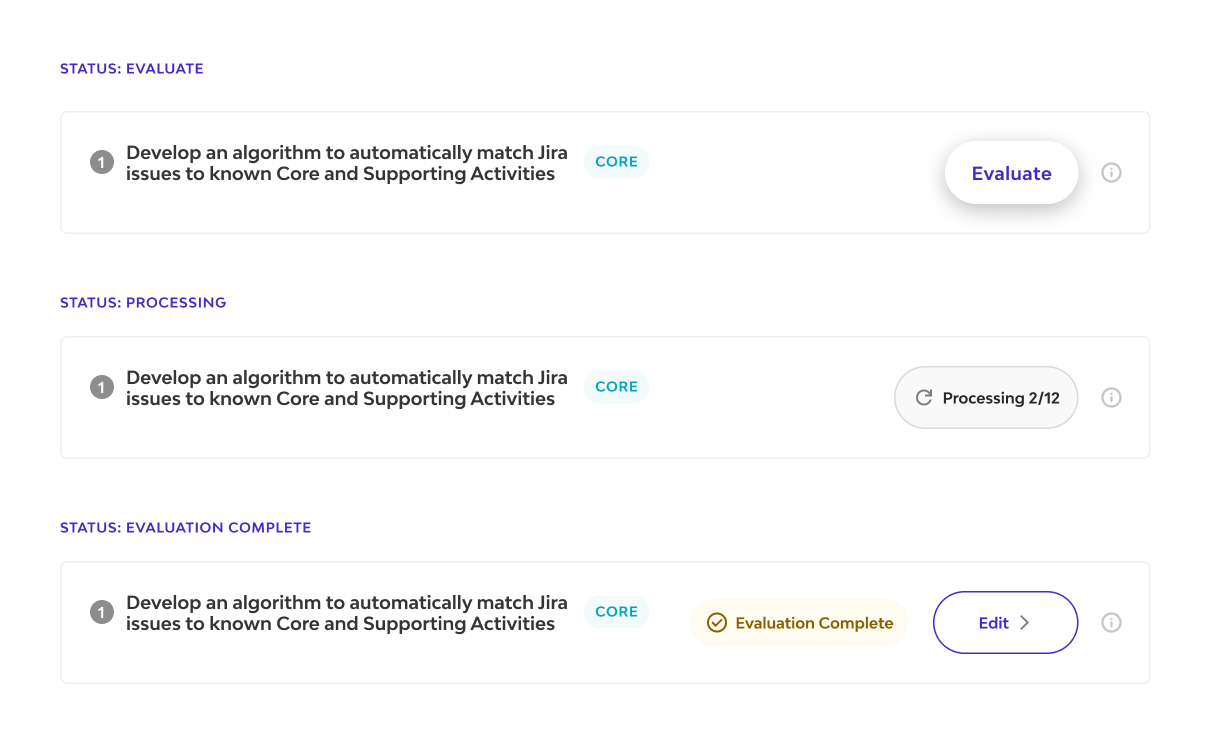 STATUS: EVALUATE
1
Develop an algorithm to automatically match Jira
issues to known Core and Supporting Activities
CORE
Evaluate
STATUS: PROCESSING
1
Develop an algorithm to automatically match Jira
issues to known Core and Supporting Activities
CORE
Processing 2/12
STATUS: EVALUATION COMPLETE
1
Develop an algorithm to automatically match Jira
issues to known Core and Supporting Activities
CORE
Evaluation Complete
Edit